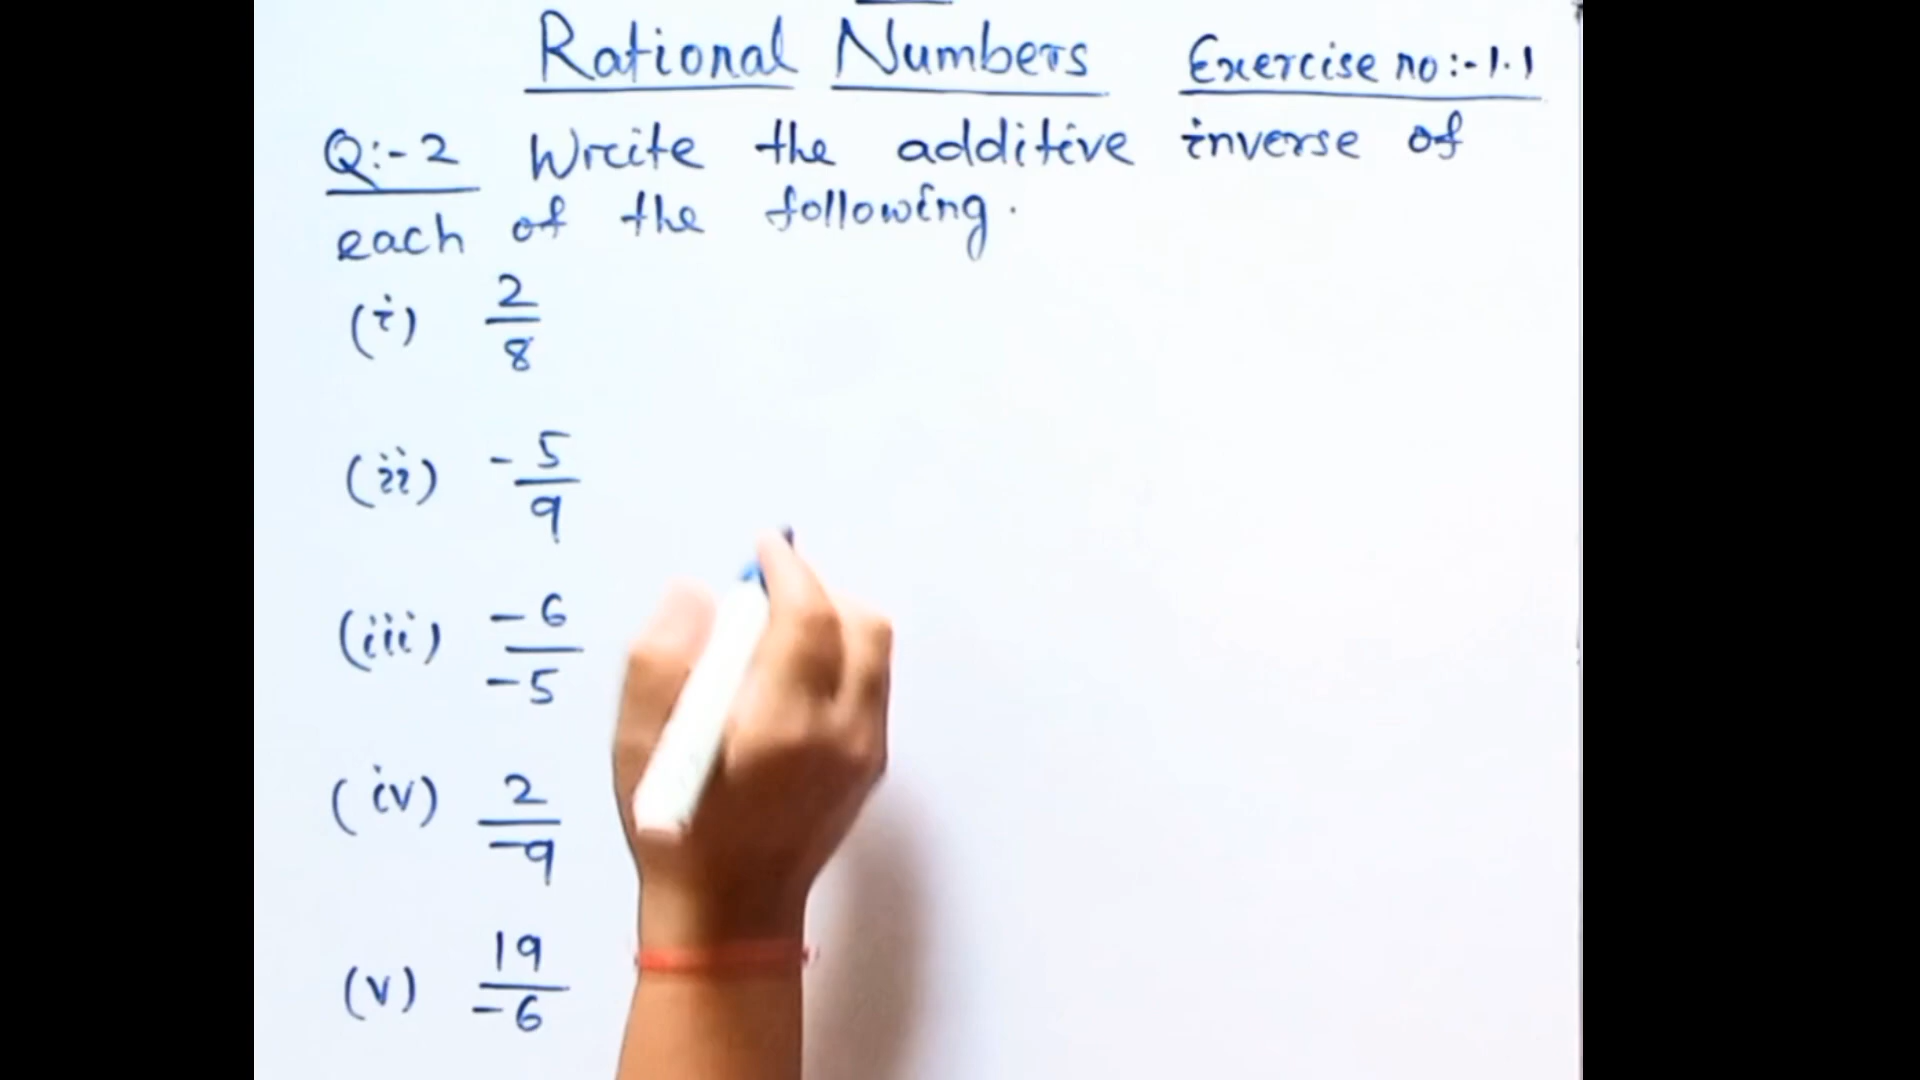 Rational Numbers Exercise no:-1.1
Q:-2 Write the additive inverse of
each of the following.
(i) 2/8
(ii) -5/9
(iii) -6/-5
(iv) 2/-9
(v) 19/-6